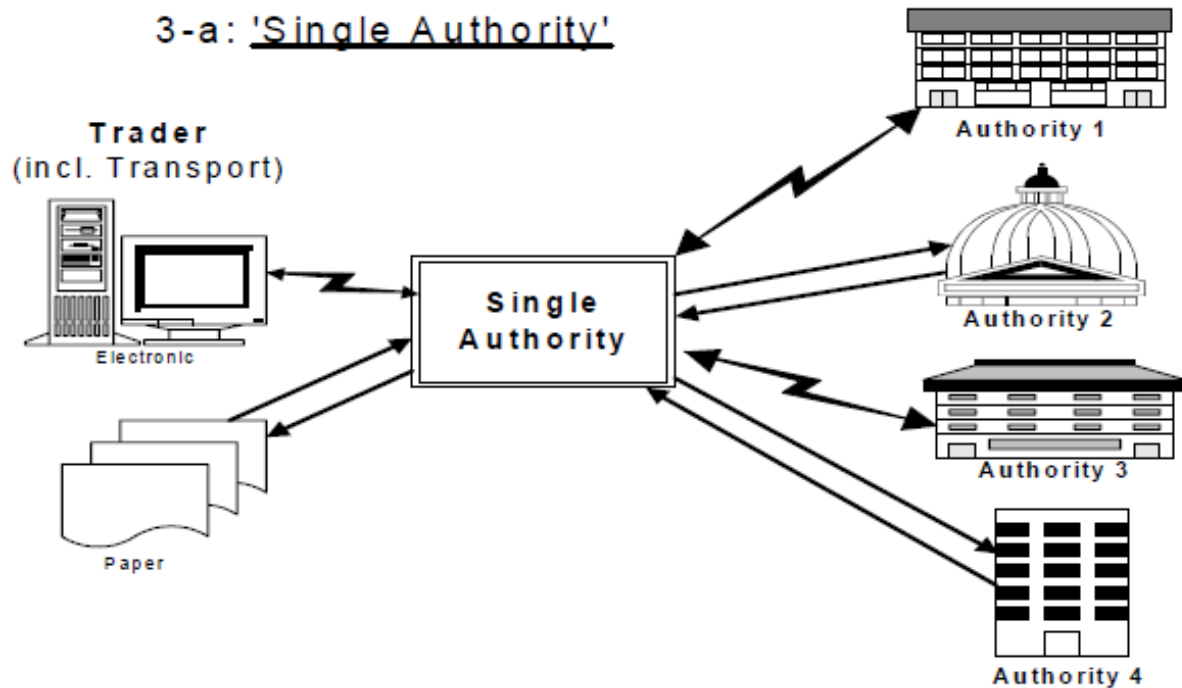 3-a: 'Single Authority'
Trader
(incl. Transport)
Electronic
Paper
Single
Authority
Authority 1
Authority 2
Authority 3
Authority 4